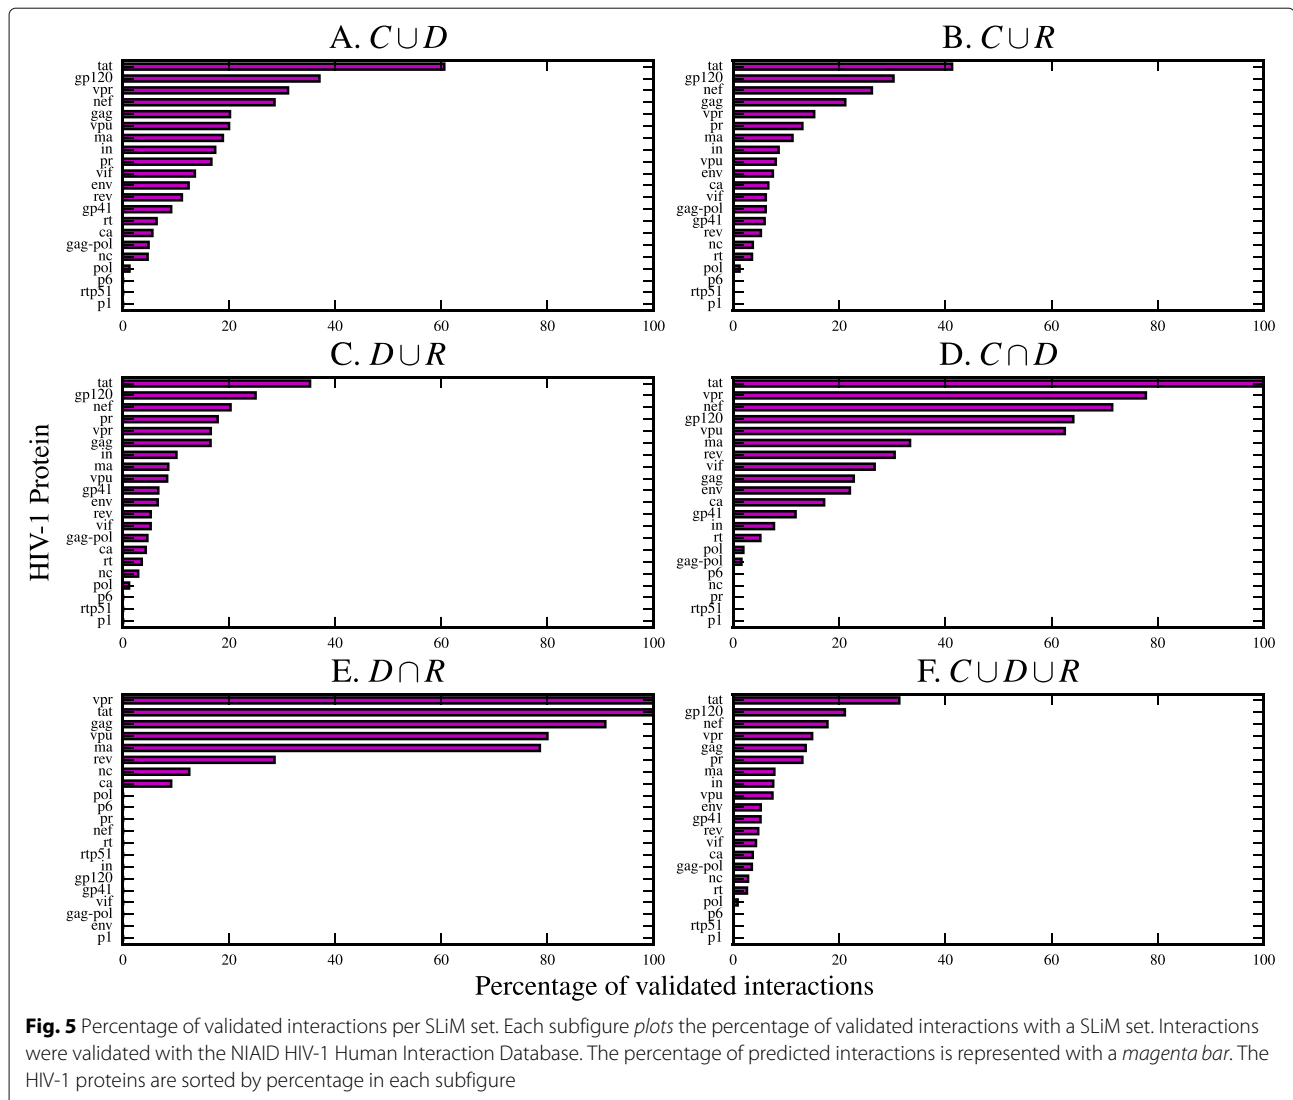 A. C∪D
tat
gp120
vpr
nef
gag
vpu
ma
in
pr
vif
env
rev
gp41
rt
ca
gag-pol
nc
pol
p6
rtp51
p1
0 20 40 60 80 100
B. C∪R
tat
gp120
nef
gag
vpr
pr
ma
in
vpu
env
ca
vif
gag-pol
gp41
rev
nc
rt
pol
p6
rtp51
p1
0 20 40 60 80 100
HIV-1 Protein
C. D∪R
tat
gp120
nef
pr
vpr
gag
in
ma
vpu
gp41
env
rev
vif
gag-pol
ca
rt
nc
pol
p6
rtp51
p1
0 20 40 60 80 100
D. C∩D
tat
vpr
nef
gp120
vpu
ma
rev
vif
gag
env
ca
gp41
in
rt
pol
gag-pol
p6
nc
pr
rtp51
p1
0 20 40 60 80 100
E. D∩R
vpr
tat
gag
vpu
ma
rev
nc
ca
pol
p6
pr
nef
rt
rtp51
in
gp120
gp41
vif
gag-pol
env
p1
0 20 40 60 80 100
F. C∪D∪R
tat
gp120
nef
vpr
gag
pr
ma
in
vpu
env
gp41
rev
vif
ca
gag-pol
nc
rt
pol
p6
rtp51
p1
0 20 40 60 80 100
Percentage of validated interactions
Fig. 5 Percentage of validated interactions per SLiM set. Each subfigure plots the percentage of validated interactions with a SLiM set. Interactions
were validated with the NIAID HIV-1 Human Interaction Database. The percentage of predicted interactions is represented with a magenta bar. The
HIV-1 proteins are sorted by percentage in each subfigure